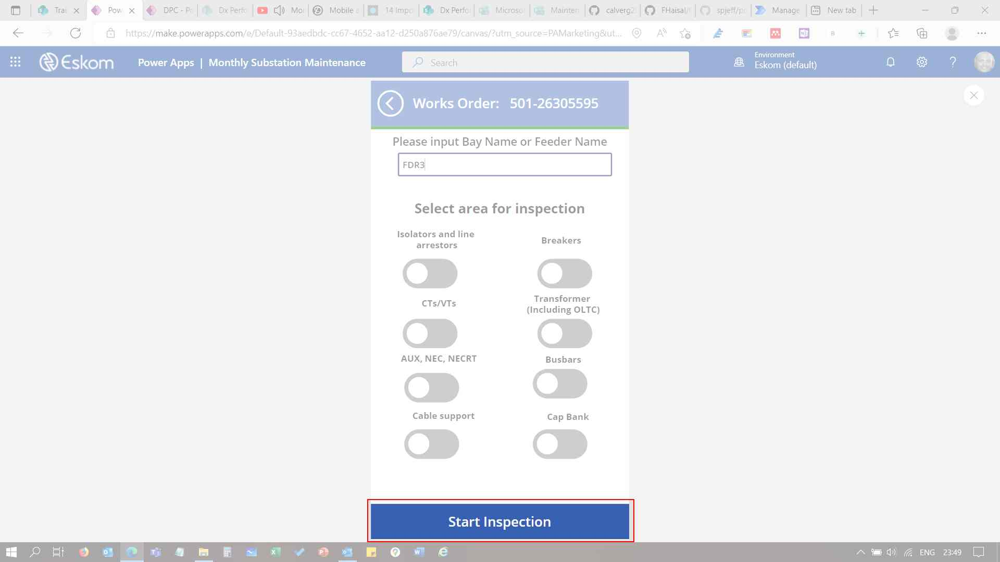 Trai
Pow
DPC - Po
Dx Perfo
Mo
Mobile a
14 Impo
Dx Perfo
Microso
Mainten
calverg2
FHaisal/
spjeff/po
Manage
New tab
https://make.powerapps.com/e/Default-93aedbdc-cc67-4652-aa12-d250a876ae79/canvas/?utm_source=PAMarketing&ut...
Eskom
Power Apps | Monthly Substation Maintenance
Search
Environment
Eskom (default)
Works Order: 501-26305595
Please input Bay Name or Feeder Name
FDR3
Select area for inspection
Isolators and line
arrestors
Breakers
CTs/VTs
Transformer
(Including OLTC)
AUX, NEC, NECRT
Busbars
Cable support
Cap Bank
Start Inspection
ENG 23:49